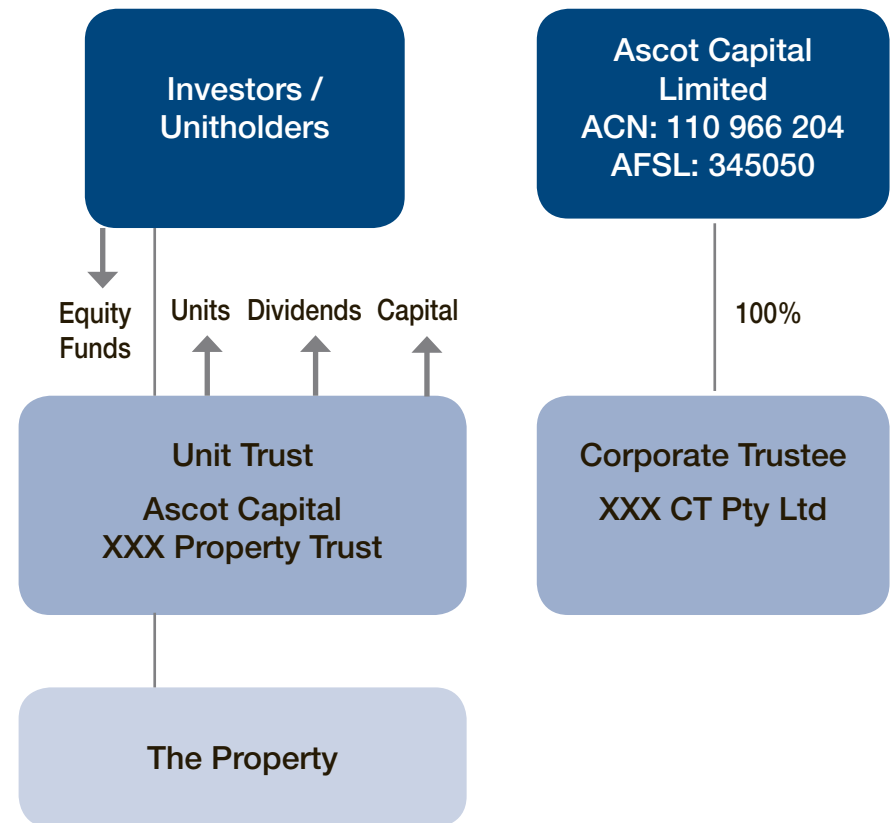 Investors /
Unitholders
Ascot Capital
Limited
ACN: 110 966 204
AFSL: 345050
Equity
Funds
Units
Dividends
Capital
100%
Unit Trust
Ascot Capital
XXX Property Trust
Corporate Trustee
XXX CT Pty Ltd
The Property